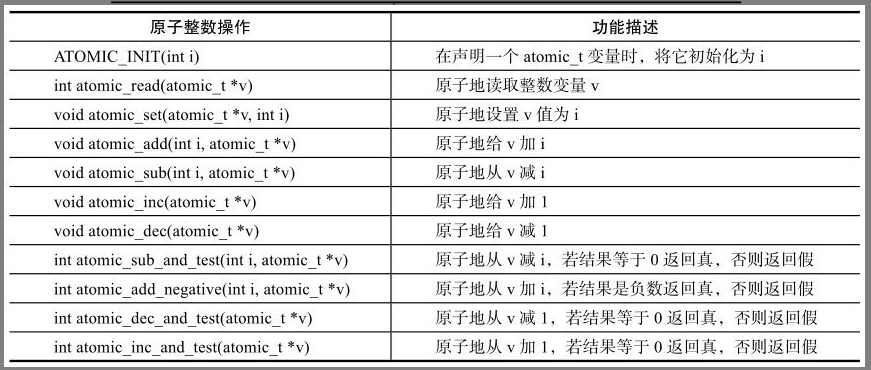 原子整数操作 功能描述
ATOMIC_INIT(int i) 在声明一个 atomic_t 变量时，将它初始化为 i
int atomic_read(atomic_t *v) 原子地读取整数变量 v
void atomic_set(atomic_t *v, int i) 原子地设置 v 值为 i
void atomic_add(int i, atomic_t *v) 原子地给 v 加 i
void atomic_sub(int i, atomic_t *v) 原子地从 v 减 i
void atomic_inc(atomic_t *v) 原子地给 v 加 1
void atomic_dec(atomic_t *v) 原子地给 v 减 1
int atomic_sub_and_test(int i, atomic_t *v) 原子地从 v 减 i，若结果等于 0 返回真，否则返回假
int atomic_add_negative(int i, atomic_t *v) 原子地从 v 加 i，若结果是负数返回真，否则返回假
int atomic_dec_and_test(atomic_t *v) 原子地从 v 减 1，若结果等于 0 返回真，否则返回假
int atomic_inc_and_test(atomic_t *v) 原子地从 v 加 1，若结果等于 0 返回真，否则返回假